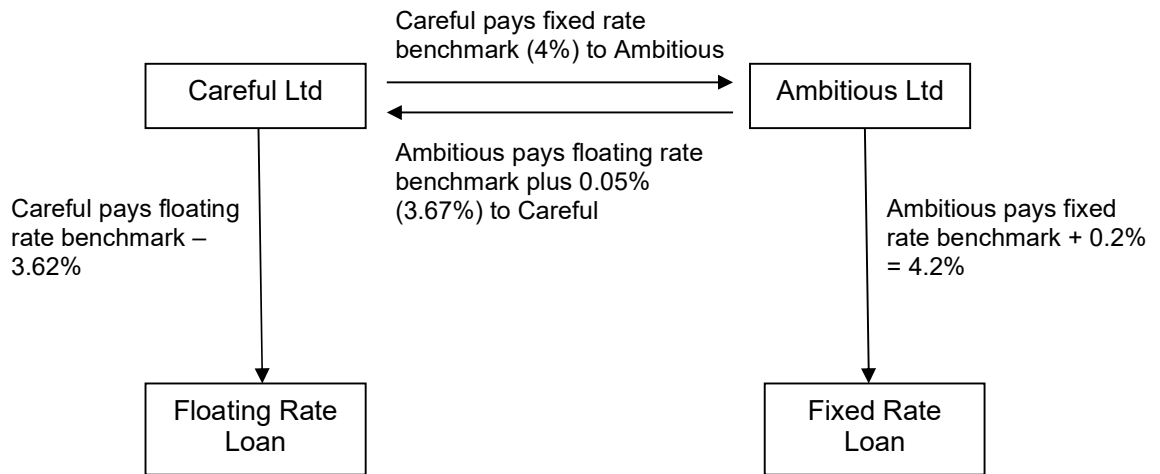 Careful pays fixed rate
benchmark (4%) to Ambitious
Careful Ltd
Ambitious Ltd
Ambitious pays floating rate
benchmark plus 0.05%
(3.67%) to Careful
Careful pays floating
rate benchmark –
3.62%
Ambitious pays fixed
rate benchmark + 0.2%
= 4.2%
Floating Rate
Loan
Fixed Rate
Loan